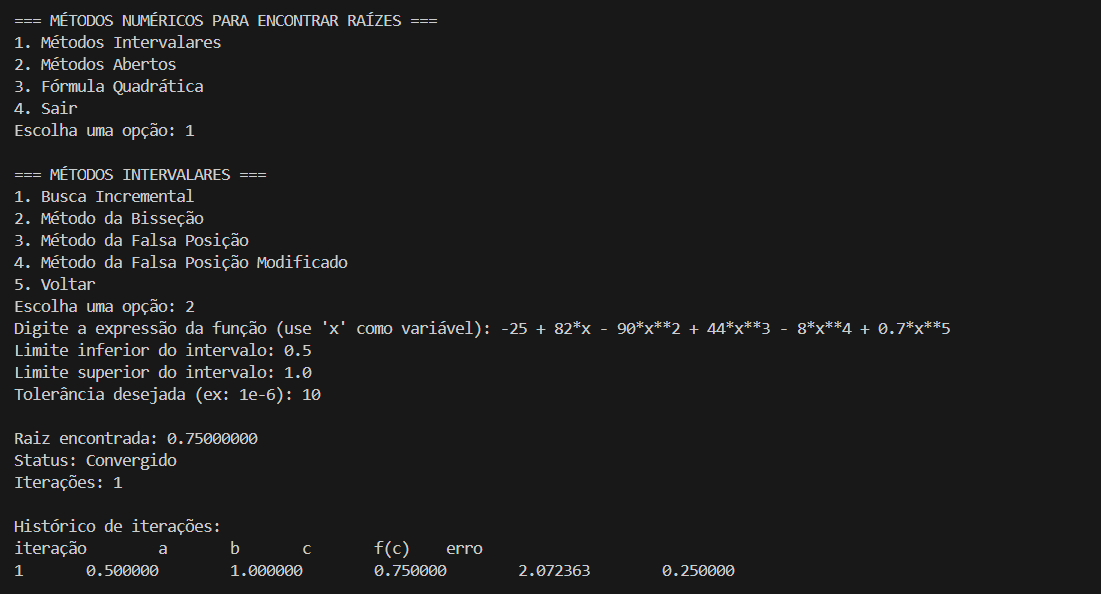 === MÉTODOS NUMÉRICOS PARA ENCONTRAR RAÍZES ===
1. Métodos Intervalares
2. Métodos Abertos
3. Fórmula Quadrática
4. Sair
Escolha uma opção: 1

=== MÉTODOS INTERVALARES ===
1. Busca Incremental
2. Método da Bisseção
3. Método da Falsa Posição
4. Método da Falsa Posição Modificado
5. Voltar
Escolha uma opção: 2
Digite a expressão da função (use 'x' como variável): -25 + 82*x - 90*x**2 + 44*x**3 - 8*x**4 + 0.7*x**5
Limite inferior do intervalo: 0.5
Limite superior do intervalo: 1.0
Tolerância desejada (ex: 1e-6): 10

Raiz encontrada: 0.75000000
Status: Convergido
Iterações: 1

Histórico de iterações:
iteração        a       b       c       f(c)    erro
1       0.500000        1.000000        0.750000        2.072363        0.250000